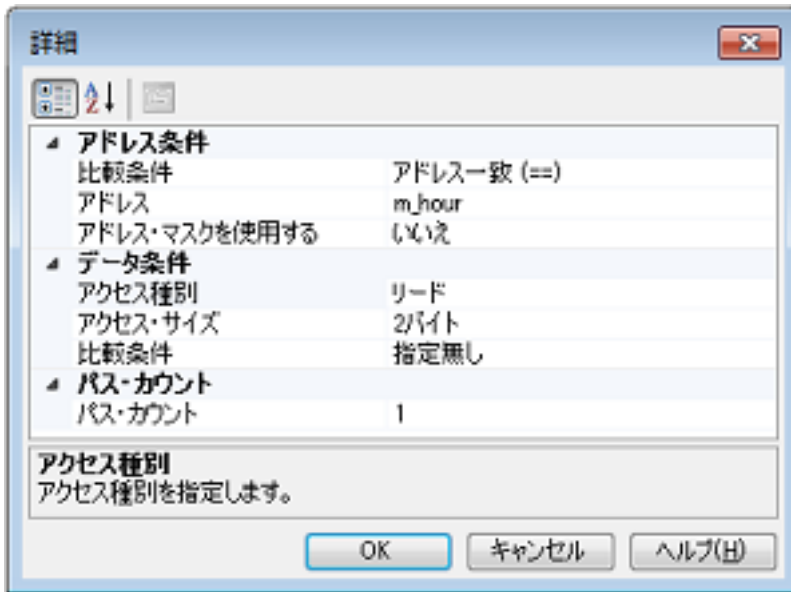 詳細
アドレス条件
比較条件 アドレス一致 (==)
アドレス m_hour
アドレス・マスクを使用する いいえ
データ条件
アクセス種別 リード
アクセス・サイズ 2バイト
比較条件 指定無し
パス・カウント
パス・カウント 1
アクセス種別
アクセス種別を指定します。
OK キャンセル ヘルプ(H)